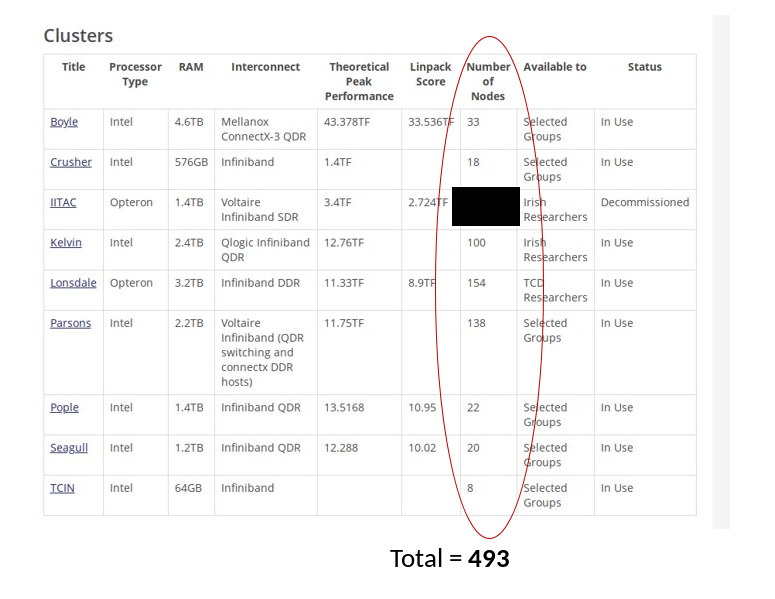 Clusters
Title Processor Type RAM Interconnect Theoretical Peak Performance Linpack Score Number of Nodes Available to Status
Boyle Intel 4.6TB Mellanox ConnectX-3 QDR 43.378TF 33.536TF 33 Selected Groups In Use
Crusher Intel 576GB Infiniband 1.4TF 18 Selected Groups In Use
IITAC Opteron 1.4TB Voltaire Infiniband SDR 3.4TF 2.724TF Irish Researchers Decommissioned
Kelvin Intel 2.4TB Qlogic Infiniband QDR 12.76TF 100 Irish Researchers In Use
Lonsdale Opteron 3.2TB Infiniband DDR 11.33TF 8.9TF 154 TCD Researchers In Use
Parsons Intel 2.2TB Voltaire Infiniband (QDR switching and connectx DDR hosts) 11.75TF 138 Selected Groups In Use
Pople Intel 1.4TB Infiniband QDR 13.5168 10.95 22 Selected Groups In Use
Seagull Intel 1.2TB Infiniband QDR 12.288 10.02 20 Selected Groups In Use
TCIN Intel 64GB Infiniband 8 Selected Groups In Use
Total = 493